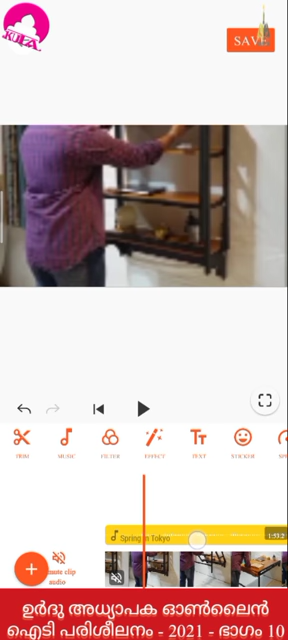 KUTA
SAVE
TRIM
MUSIC
FILTER
EFFECT
TEXT
STICKER
Spring in Tokyo
1:53:2
mute clip
audio
ഉർദു അധ്യാപക ഓൺലൈൻ
ഐടി പരിശീലനം - 2021 - ഭാഗം 10